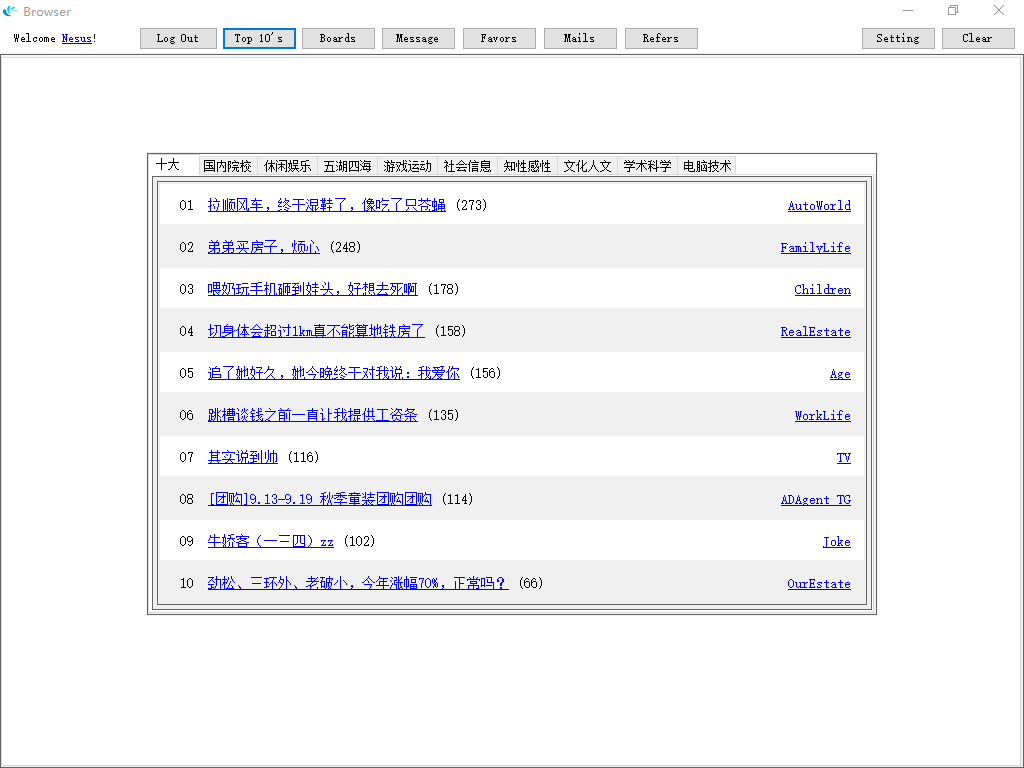 Browser
Welcome Nesus! Log Out Top 10's Boards Message Favors Mails Refers Setting Clear
十大 国内院校 休闲娱乐 五湖四海 游戏运动 社会信息 知性感性 文化人文 学术科学 电脑技术
01 拉顺风车，终于湿鞋了，像吃了只苍蝇 (273) AutoWorld
02 弟弟买房子，烦心 (248) FamilyLife
03 喂奶玩手机砸到娃头，好想去死啊 (178) Children
04 切身体会超过1km真不能算地铁房了 (158) RealEstate
05 追了她好久，她今晚终于对我说：我爱你 (156) Age
06 跳槽谈钱之前一直让我提供工资条 (135) WorkLife
07 其实说到帅 (116) TV
08 [团购]9.13-9.19 秋季童装团购团购 (114) ADAgent_TG
09 牛娇客（一三四）zz (102) Joke
10 劲松、三环外、老破小，今年涨幅70%，正常吗？ (66) OurEstate